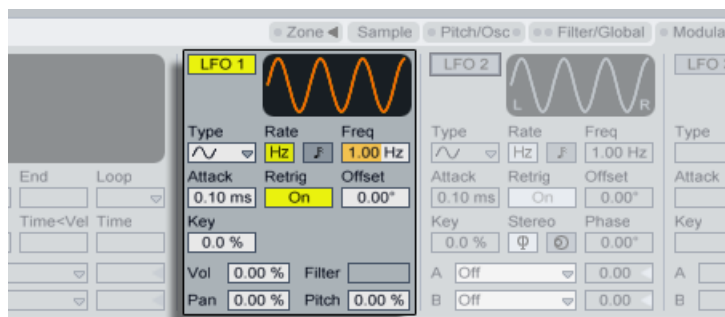 Zone Sample Pitch/Osc Filter/Global Modula
LFO 1 LFO 2 LFO
L R
Type Rate Freq Type Rate Freq Type
Hz 1.00 Hz Hz 1.00 Hz
End Loop Attack Retrig Offset Attack Retrig Offset Attack
0.10 ms On 0.00° 0.10 ms On 0.00°
Time<Vel Time Key Key Stereo Phase Key
0.0 % 0.0 % Φ 0.00°
Vol 0.00 % Filter A Off 0.00 A
Pan 0.00 % Pitch 0.00 % B Off 0.00 B